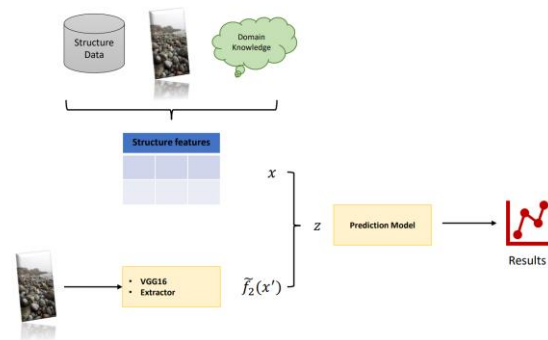 Structure
Data
Domain
Knowledge
Structure features
x
z
Prediction Model
Results
• VGG16
• Extractor
f̃₂(x′)